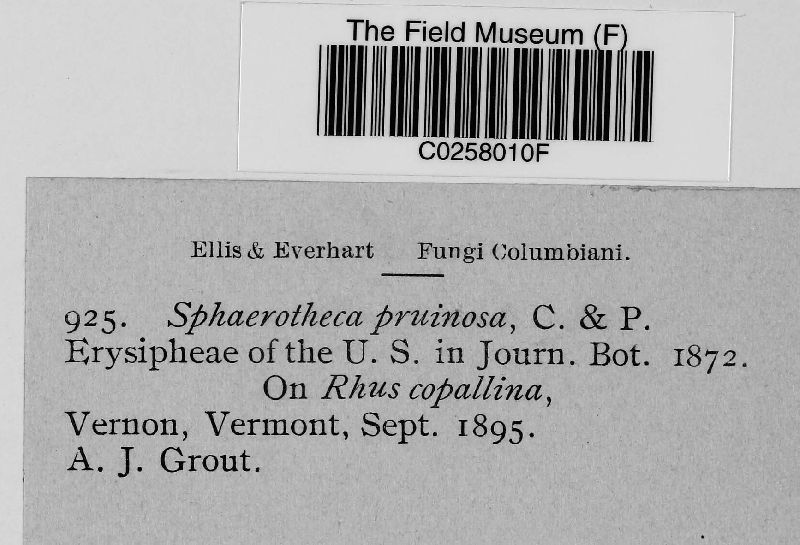 The Field Museum (F)
C0258010F
Ellis & Everhart Fungi Columbiani.
925. Sphaerotheca pruinosa, C. & P.
Erysipheae of the U. S. in Journ. Bot. 1872.
On Rhus copallina,
Vernon, Vermont, Sept. 1895.
A. J. Grout.